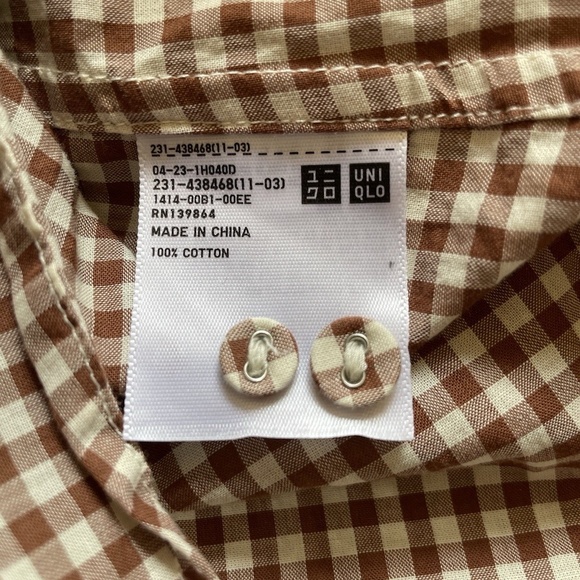 231-438468(11-03)
04-23-1H040D
231-438468(11-03)
1414-00B1-00EE
RN139864
MADE IN CHINA
100% COTTON
ユニ
クロ
UNI
QLO